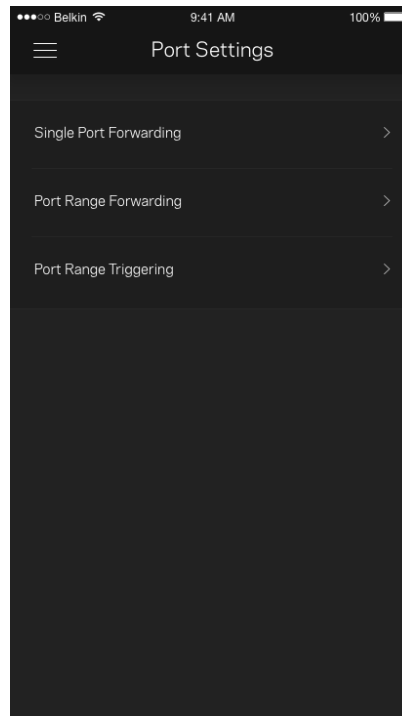 Belkin 9:41 AM 100%
Port Settings
Single Port Forwarding
Port Range Forwarding
Port Range Triggering